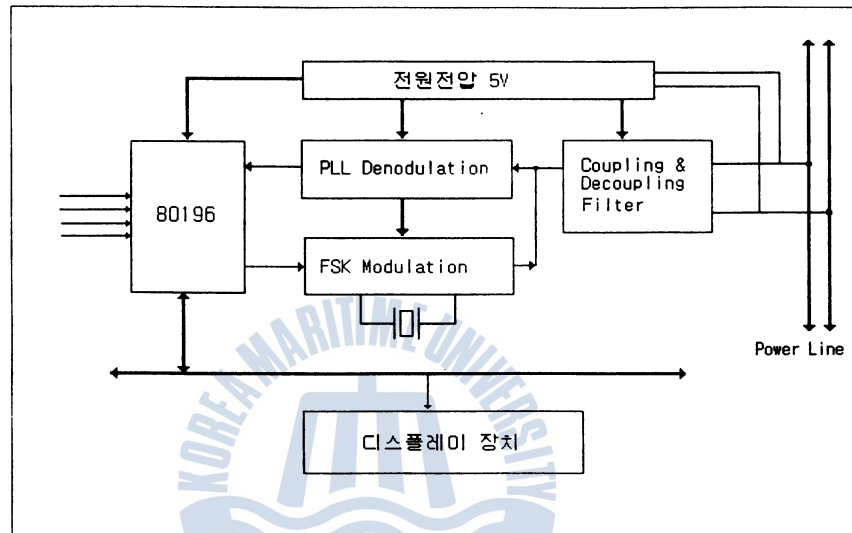 전원전압 5V
PLL Denodulation
Coupling &
Decoupling
Filter
80196
FSK Modulation
Power Line
디스플레이 장치
KOREA MARITIME UNIVERSITY